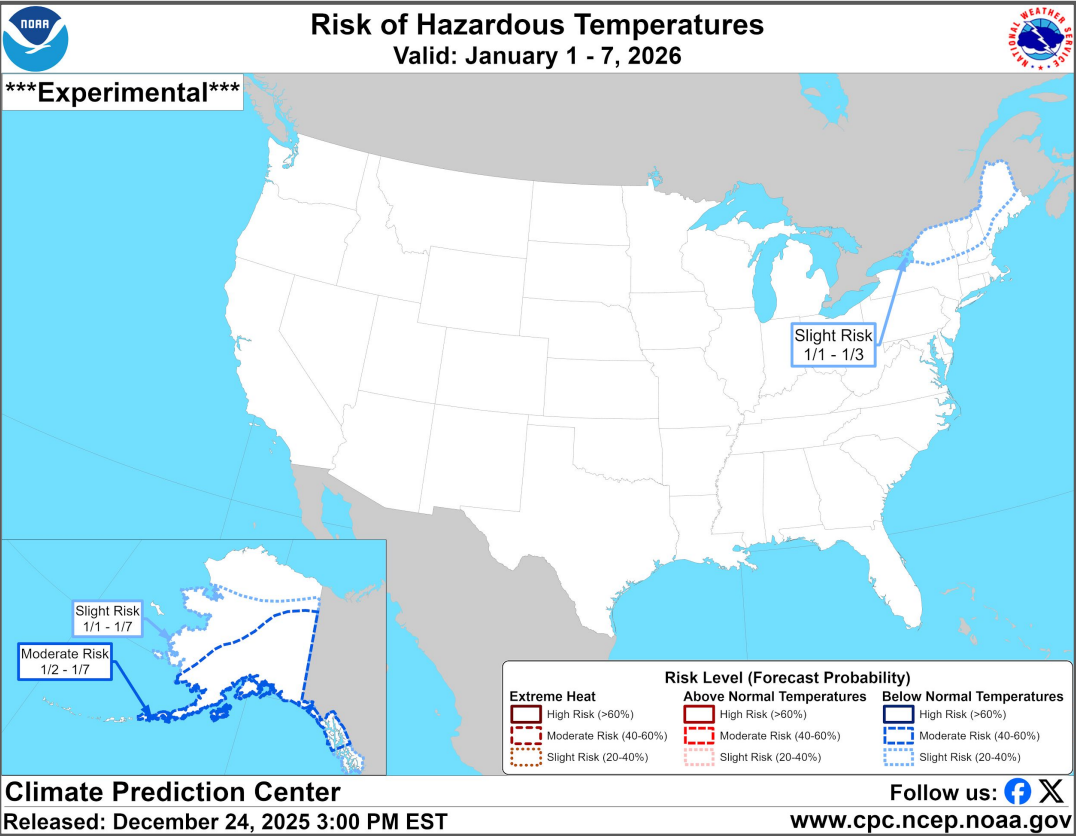 NOAA
Risk of Hazardous Temperatures
Valid: January 1 - 7, 2026
NATIONAL WEATHER SERVICE
***Experimental***
Slight Risk
1/1 - 1/3
Slight Risk
1/1 - 1/7
Moderate Risk
1/2 - 1/7
Risk Level (Forecast Probability)
Extreme Heat
High Risk (>60%)
Moderate Risk (40-60%)
Slight Risk (20-40%)
Above Normal Temperatures
High Risk (>60%)
Moderate Risk (40-60%)
Slight Risk (20-40%)
Below Normal Temperatures
High Risk (>60%)
Moderate Risk (40-60%)
Slight Risk (20-40%)
Climate Prediction Center
Follow us:
Released: December 24, 2025 3:00 PM EST
www.cpc.ncep.noaa.gov